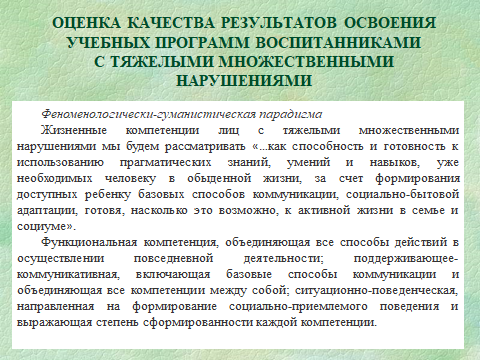 ОЦЕНКА КАЧЕСТВА РЕЗУЛЬТАТОВ ОСВОЕНИЯ
УЧЕБНЫХ ПРОГРАММ ВОСПИТАННИКАМИ
С ТЯЖЕЛЫМИ МНОЖЕСТВЕННЫМИ
НАРУШЕНИЯМИ
Феноменологически-гуманистическая парадигма
Жизненные компетенции лиц с тяжелыми множественными
нарушениями мы будем рассматривать «...как способность и готовность к
использованию прагматических знаний, умений и навыков, уже
необходимых человеку в обыденной жизни, за счет формирования
доступных ребенку базовых способов коммуникации, социально-бытовой
адаптации, готовя, насколько это возможно, к активной жизни в семье и
социуме».
Функциональная компетенция, объединяющая все способы действий в
осуществлении повседневной деятельности; поддерживающее-
коммуникативная, включающая базовые способы коммуникации и
объединяющая все компетенции между собой; ситуационно-поведенческая,
направленная на формирование социально-приемлемого поведения и
выражающая степень сформированности каждой компетенции.